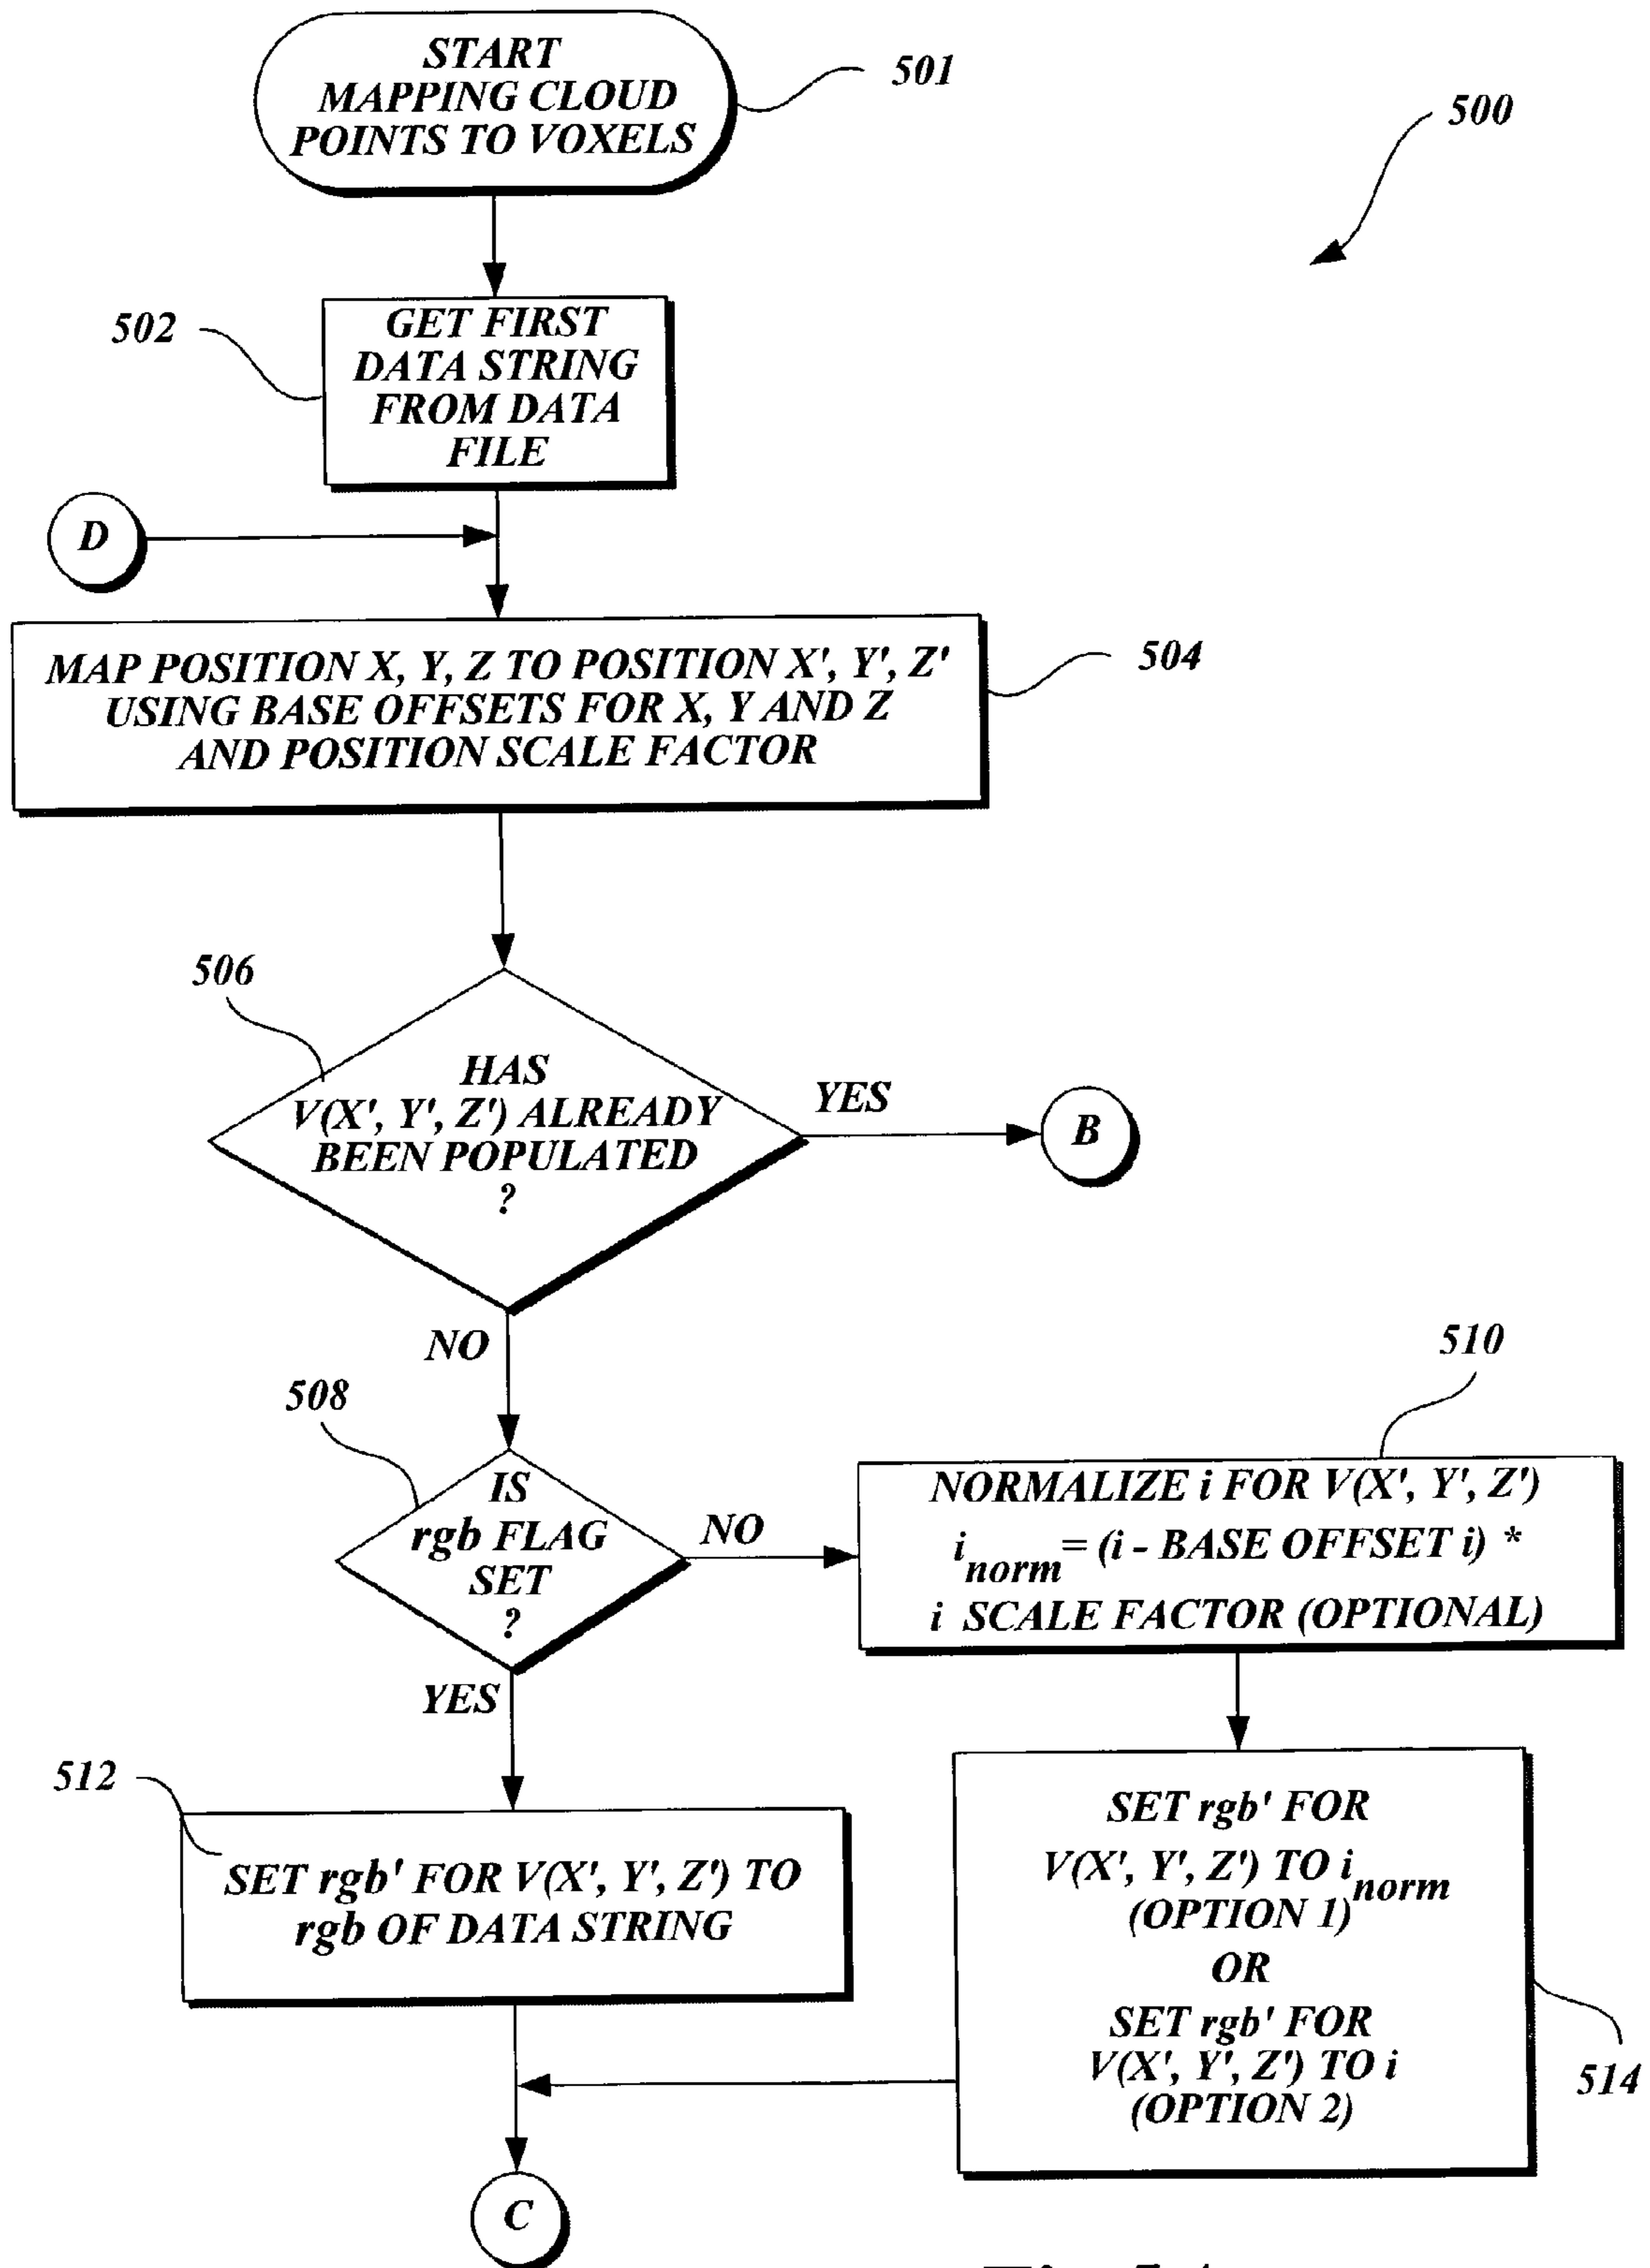 START
MAPPING CLOUD
POINTS TO VOXELS
501
500
502
GET FIRST
DATA STRING
FROM DATA
FILE
D
MAP POSITION X, Y, Z TO POSITION X', Y', Z'
USING BASE OFFSETS FOR X, Y AND Z
AND POSITION SCALE FACTOR
504
506
HAS
V(X', Y', Z') ALREADY
BEEN POPULATED
?
YES
B
NO
508
IS
rgb FLAG
SET
?
NO
510
NORMALIZE i FOR V(X', Y', Z')
i norm = (i - BASE OFFSET i) *
i SCALE FACTOR (OPTIONAL)
YES
512
SET rgb' FOR V(X', Y', Z') TO
rgb OF DATA STRING
SET rgb' FOR
V(X', Y', Z') TO i norm
(OPTION 1)
OR
SET rgb' FOR
V(X', Y', Z') TO i
(OPTION 2)
514
C